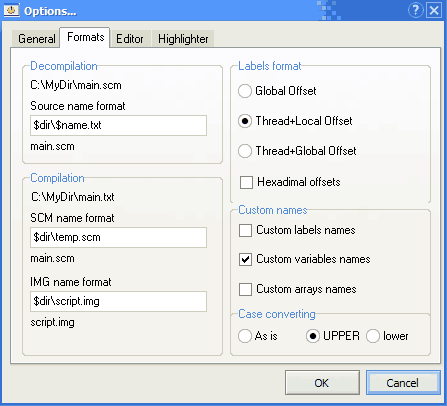 Options...
General Formats Editor Highlighter
Decompilation
C:\MyDir\main.scm
Source name format
$dir\$name.txt
main.scm
Compilation
C:\MyDir\main.txt
SCM name format
$dir\temp.scm
main.scm
IMG name format
$dir\script.img
script.img
Labels format
Global Offset
Thread+Local Offset
Thread+Global Offset
Hexadimal offsets
Custom names
Custom labels names
Custom variables names
Custom arrays names
Case converting
As is UPPER lower
OK Cancel